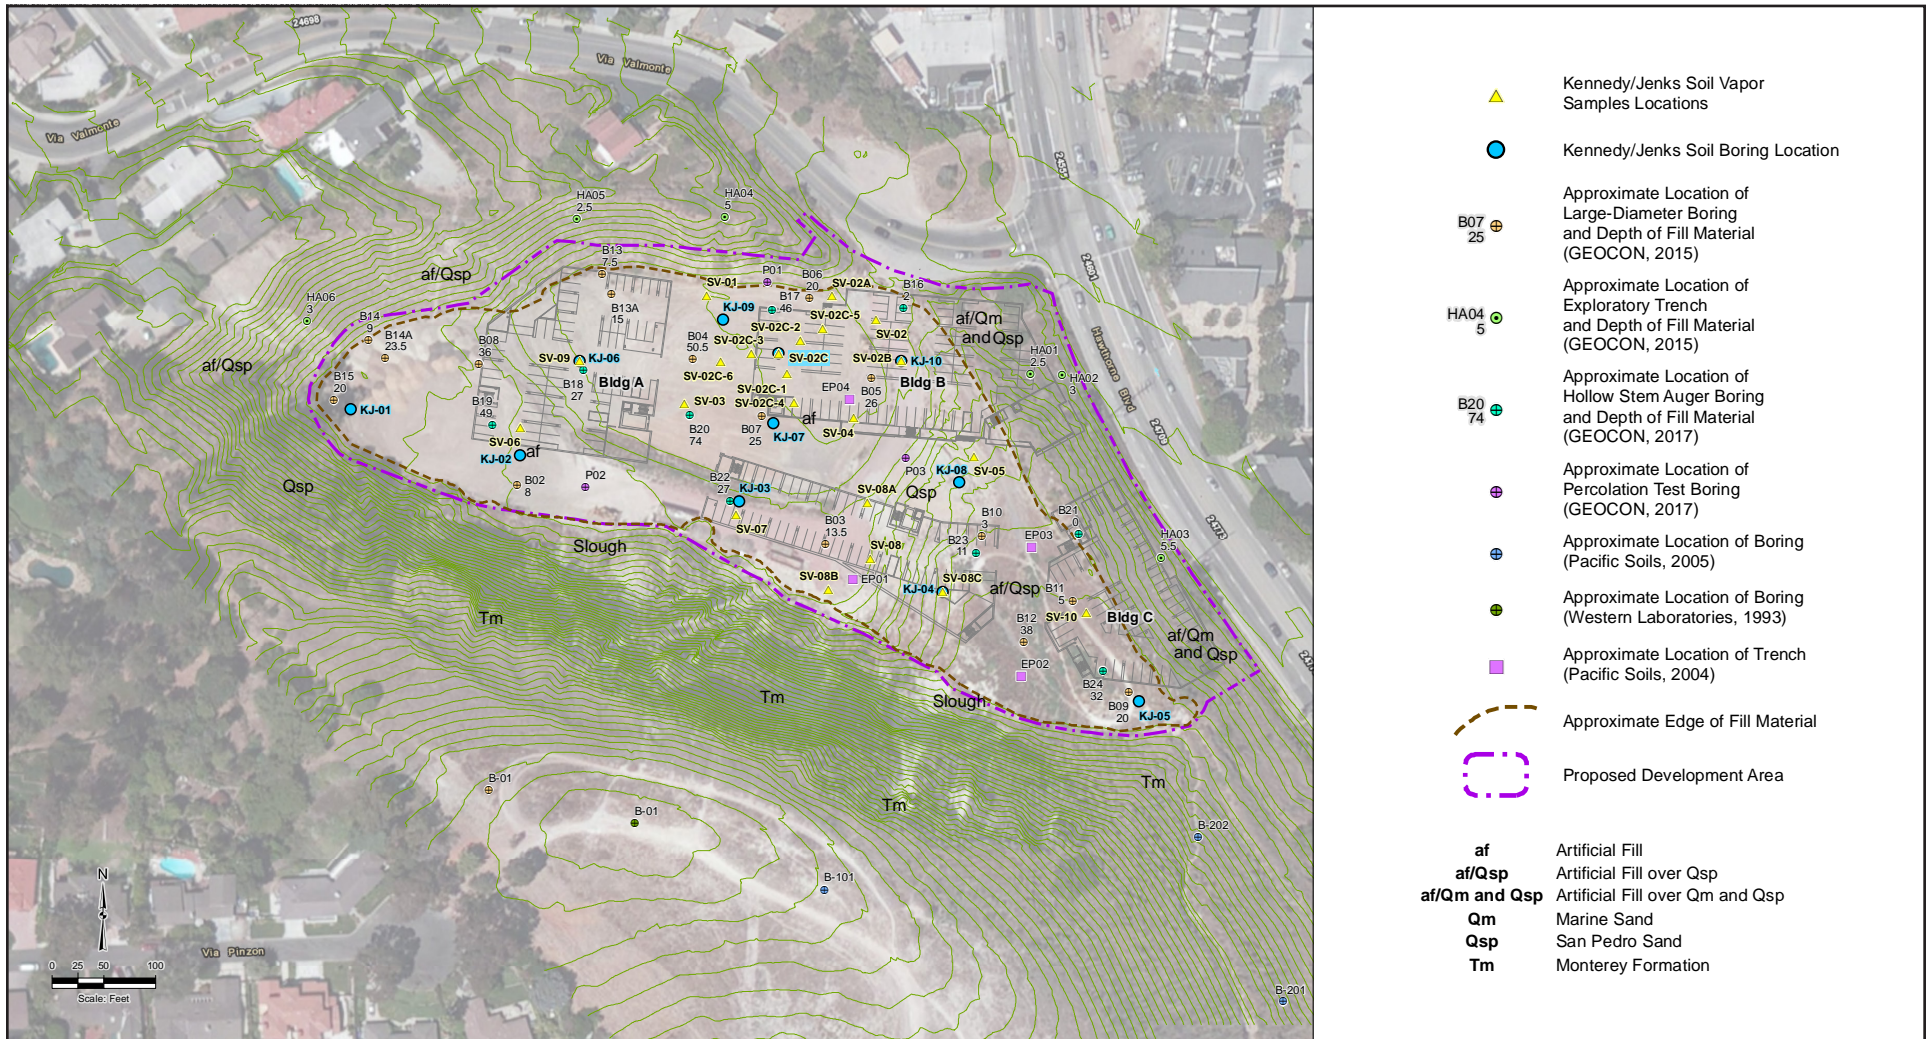 24698
Via Valmonte
Via Valmonte
24555
24601
Hawthorne Blvd
24709
24773
HA05
2.5
HA04
5
B13
7.5
af/Qsp
P01
B06
20
SV-01
SV-02A
B16
2
HA06
3
B13A
15
B17
46
KJ-09
SV-02C-5
af/Qm
and Qsp
B14
9
B14A
23.5
B08
36
SV-02C-2
SV-02
B04
50.5
SV-02C-3
HA01
2.5
SV-09
KJ-06
SV-02C
SV-02B
KJ-10
af/Qsp
SV-02C-6
HA02
3
B15
20
B18
27
Bldg A
SV-02C-1
EP04
B05
26
Bldg B
KJ-01
B19
49
SV-03
SV-02C-4
B20
74
B07
25
af
KJ-07
SV-04
SV-06
KJ-02
af
P03
KJ-08
SV-05
B02
8
P02
B22
27
KJ-03
SV-08A
Qsp
Qsp
SV-07
B03
13.5
B10
3
B21
0
EP03
HA03
5.5
Slough
SV-08
B23
11
SV-08B
EP01
KJ-04
SV-08C
af/Qsp
B11
5
Tm
B12
38
SV-10
Bldg C
af/Qm
and Qsp
EP02
Tm
Slough
B24
32
B09
20
KJ-05
B-01
Tm
Tm
B-01
B-202
B-101
B-201
Via Pinzon
N
0 25 50 100
Scale: Feet
Kennedy/Jenks Soil Vapor
Samples Locations
Kennedy/Jenks Soil Boring Location
B07
25
Approximate Location of
Large-Diameter Boring
and Depth of Fill Material
(GEOCON, 2015)
HA04
5
Approximate Location of
Exploratory Trench
and Depth of Fill Material
(GEOCON, 2015)
B20
74
Approximate Location of
Hollow Stem Auger Boring
and Depth of Fill Material
(GEOCON, 2017)
Approximate Location of
Percolation Test Boring
(GEOCON, 2017)
Approximate Location of Boring
(Pacific Soils, 2005)
Approximate Location of Boring
(Western Laboratories, 1993)
Approximate Location of Trench
(Pacific Soils, 2004)
Approximate Edge of Fill Material
Proposed Development Area
af Artificial Fill
af/Qsp Artificial Fill over Qsp
af/Qm and Qsp Artificial Fill over Qm and Qsp
Qm Marine Sand
Qsp San Pedro Sand
Tm Monterey Formation